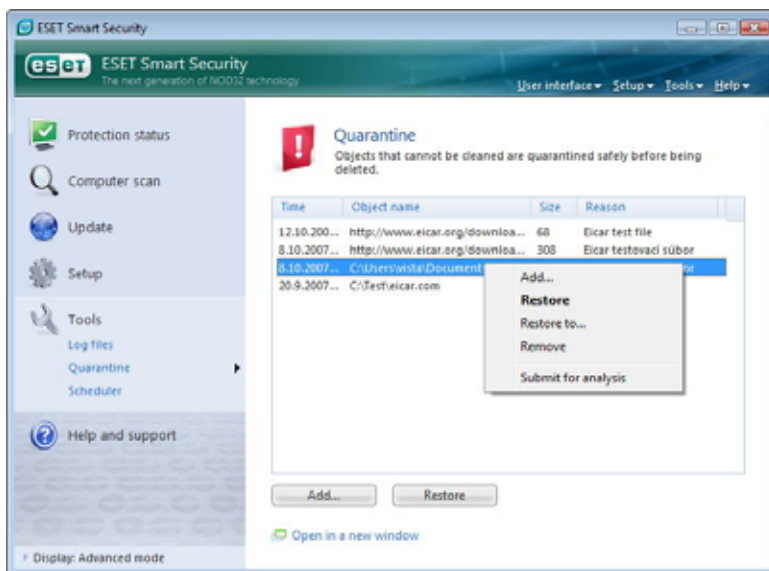 ESET Smart Security
eset ESET Smart Security
The next generation of NOD32 technology
User interface Setup Tools Help
Protection status
Computer scan
Update
Setup
Tools
Log files
Quarantine
Scheduler
Help and support
Display: Advanced mode
Quarantine
Objects that cannot be cleaned are quarantined safely before being
deleted.
Time Object name Size Reason
12.10.200... http://www.eicar.org/downloa... 68 Eicar test file
8.10.2007... http://www.eicar.org/downloa... 308 Eicar testovací súbor
8.10.2007... C:\Users\vista\Document
20.9.2007... C:\Test\eicar.com
Add...
Restore
Restore to...
Remove
Submit for analysis
Add... Restore
Open in a new window